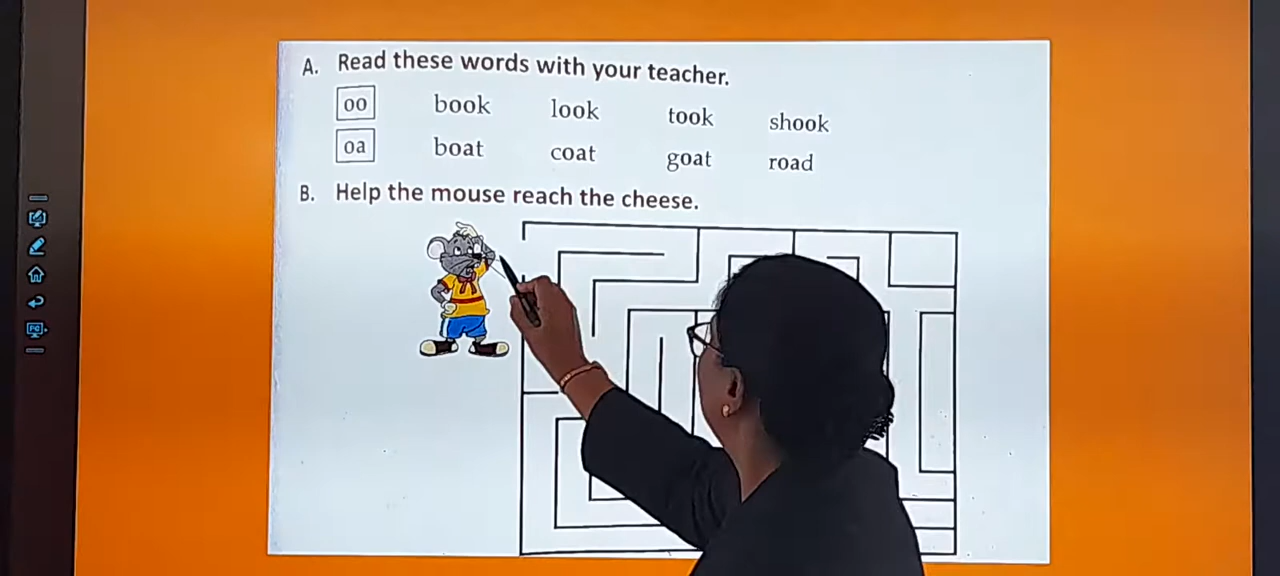 A. Read these words with your teacher.
oo book look took shook
oa boat coat goat road
B. Help the mouse reach the cheese.
PC